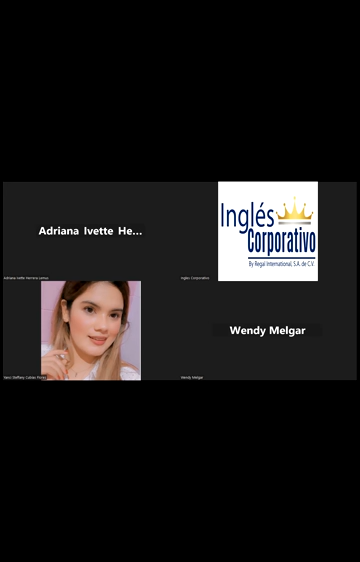 Adriana Ivette He...
Adriana Ivette Herrera Lemus
Inglés
Corporativo
By Regal International, S.A. de C.V.
Inglés Corporativo
Wendy Melgar
Wendy Melgar